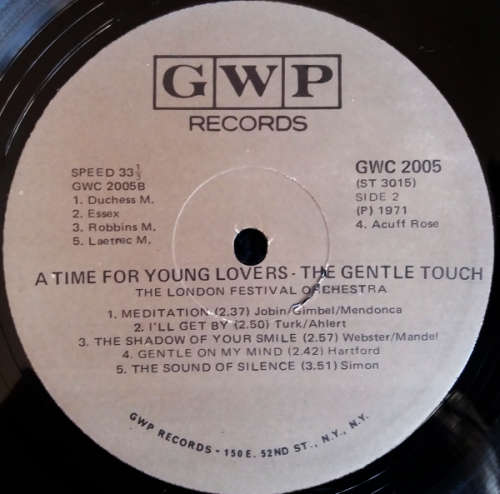 GWP
RECORDS
SPEED 33 1/3
GWC 2005B
1. Duchess M.
2. Essex
3. Robbins M.
5. Laetrec M.
GWC 2005
(ST 3015)
SIDE 2
(P) 1971
4. Acuff Rose
A TIME FOR YOUNG LOVERS - THE GENTLE TOUCH
THE LONDON FESTIVAL ORCHESTRA
1. MEDITATION (2.37) Jobin/Gimbel/Mendonca
2. I'LL GET BY (2.50) Turk/Ahlert
3. THE SHADOW OF YOUR SMILE (2.57) Webster/Mandel
4. GENTLE ON MY MIND (2.42) Hartford
5. THE SOUND OF SILENCE (3.51) Simon
GWP RECORDS - 150 E. 52ND ST., N.Y., N.Y.